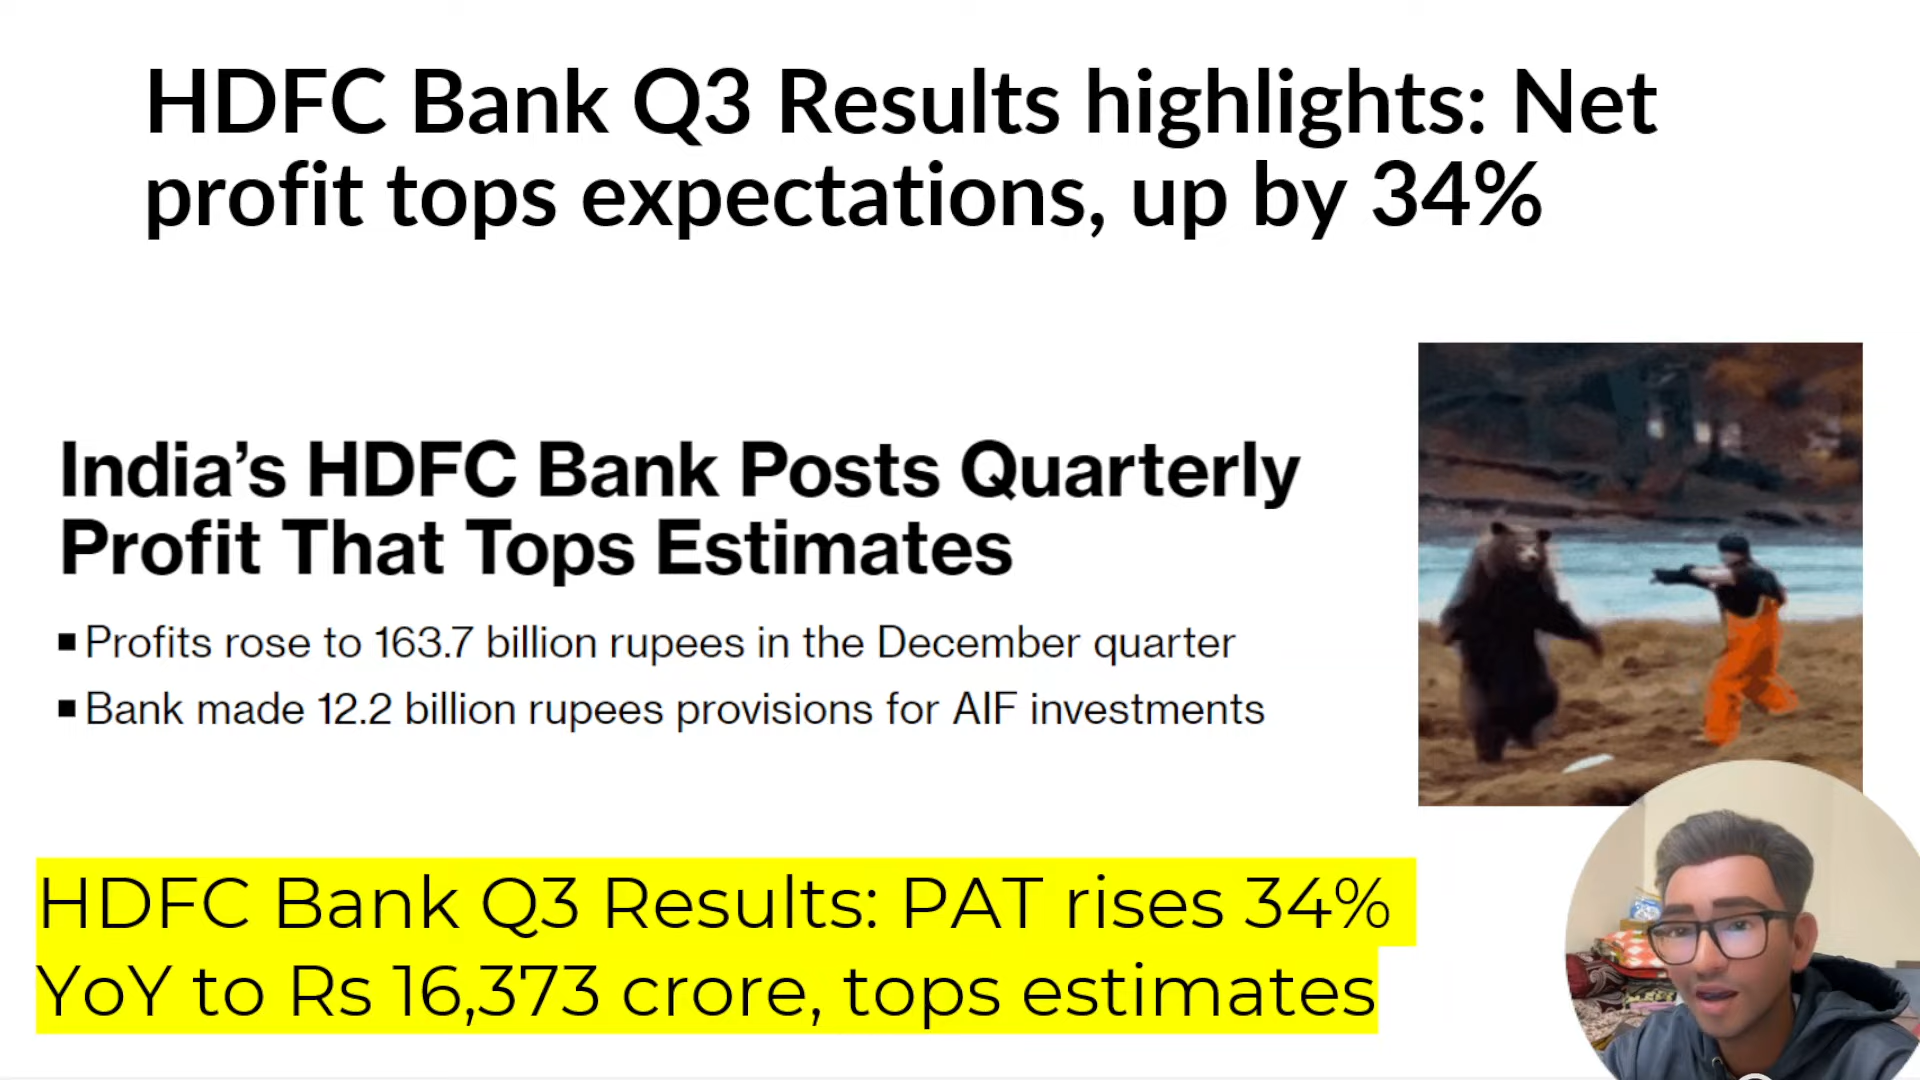 HDFC Bank Q3 Results highlights: Net
profit tops expectations, up by 34%
India's HDFC Bank Posts Quarterly
Profit That Tops Estimates
▪ Profits rose to 163.7 billion rupees in the December quarter
▪ Bank made 12.2 billion rupees provisions for AIF investments
HDFC Bank Q3 Results: PAT rises 34%
YoY to Rs 16,373 crore, tops estimates